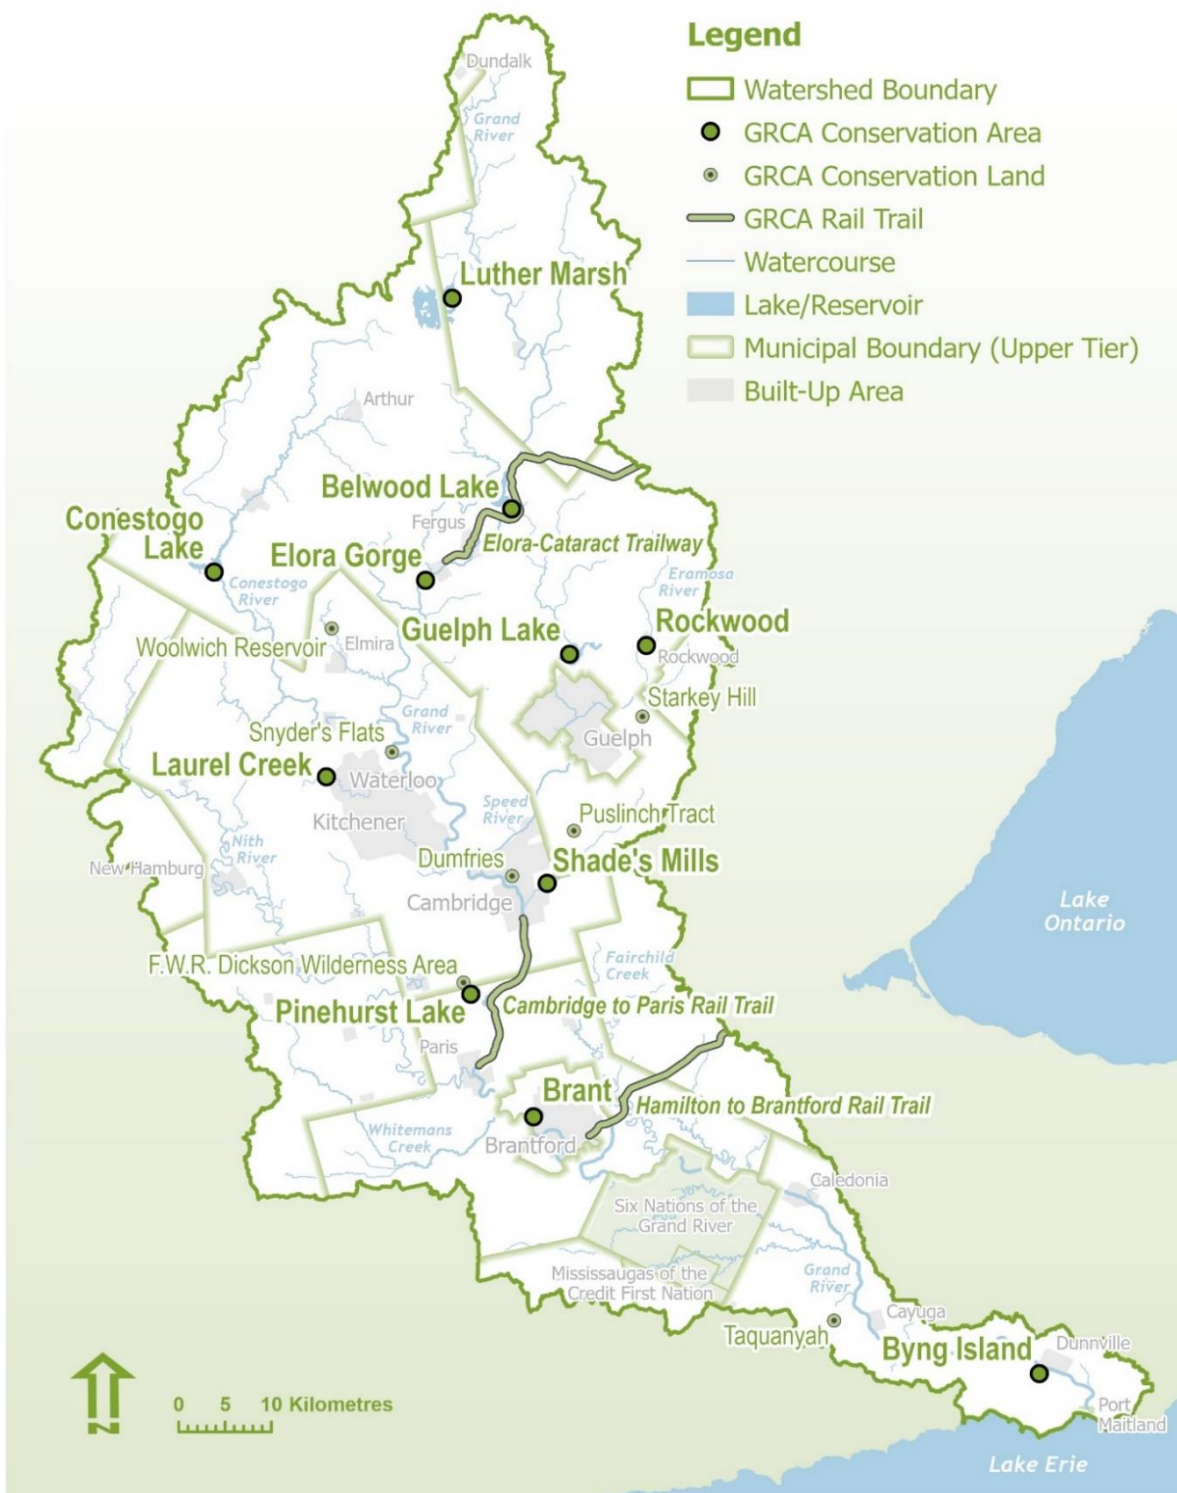 Legend
Watershed Boundary
GRCA Conservation Area
GRCA Conservation Land
GRCA Rail Trail
Watercourse
Lake/Reservoir
Municipal Boundary (Upper Tier)
Built-Up Area
Dundalk
Grand
River
Luther Marsh
Arthur
Belwood Lake
Fergus
Elora-Cataract Trailway
Conestogo
Lake
Elora Gorge
Conestogo
River
Eramosa
River
Guelph Lake
Rockwood
Rockwood
Woolwich Reservoir
Elmira
Starkey Hill
Grand
River
Snyder's Flats
Guelph
Laurel Creek
Waterloo
Kitchener
Speed
River
Puslinch Tract
Nith
River
New Hamburg
Dumfries
Shade's Mills
Cambridge
Lake
Ontario
F.W.R. Dickson Wilderness Area
Fairchild
Creek
Pinehurst Lake
Cambridge to Paris Rail Trail
Paris
Brant
Hamilton to Brantford Rail Trail
Whitemans
Creek
Brantford
Caledonia
Six Nations of the
Grand River
Mississaugas of the
Credit First Nation
Grand
River
Cayuga
Taquanyah
Byng Island
Dunnville
Port
Maitland
Lake Erie
N
0 5 10 Kilometres